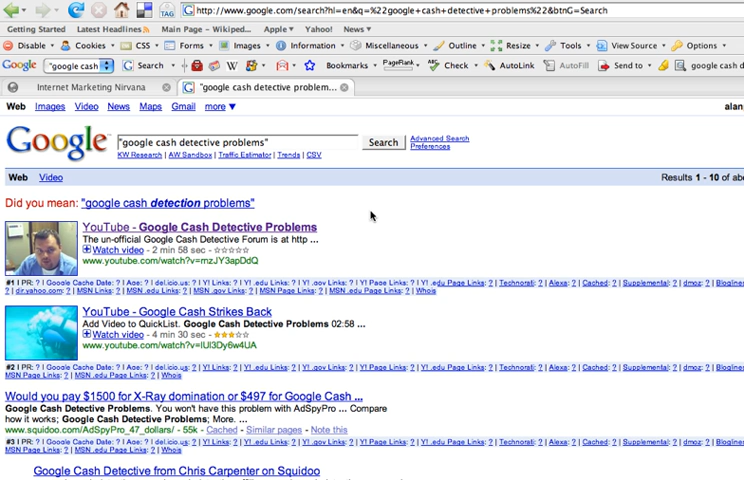 TAG
http://www.google.com/search?hl=en&q=%22google+cash+detective+problems%22&btnG=Search
Getting Started Latest Headlines Main Page - Wikiped... Apple Yahoo! News
Disable Cookies CSS Forms Images Information Miscellaneous Outline Resize Tools View Source Options
Google "google cash Search W PageRank Bookmarks Check AutoLink AutoFill Send to google cash d
Internet Marketing Nirvana "google cash detective problem...
Web Images Video News Maps Gmail more alan
Google "google cash detective problems" Search Advanced Search
Preferences
KW Research | AW Sandbox | Traffic Estimator | Trends | CSV
Web Video Results 1 - 10 of abo
Did you mean: "google cash detection problems"
YouTube - Google Cash Detective Problems
The un-official Google Cash Detective Forum is at http ...
Watch video - 2 min 58 sec -
www.youtube.com/watch?v=mzJY3apDdQ
#1 | PR: ? | Google Cache Date: ? | Age: ? | del.icio.us: ? | Y! Links: ? | Y! .edu Links: ? | Y! .gov Links: ? | Y! Page Links: ? | Y! .edu Page Links: ? | Technorati: ? | Alexa: ? | Cached: ? | Supplemental: ? | dmoz: ? | Bloglines
? | dir.yahoo.com: ? | MSN Links: ? | MSN .edu Links: ? | MSN .gov Links: ? | MSN Page Links: ? | MSN .edu Page Links: ? | Whois
YouTube - Google Cash Strikes Back
Add Video to QuickList. Google Cash Detective Problems 02:58 ...
Watch video - 4 min 30 sec -
www.youtube.com/watch?v=IUl3Dy6w4UA
#2 | PR: ? | Google Cache Date: ? | Age: ? | del.icio.us: ? | Y! Links: ? | Y! .edu Links: ? | Y! .gov Links: ? | Y! Page Links: ? | Y! .edu Page Links: ? | Technorati: ? | Alexa: ? | Cached: ? | Supplemental: ? | dmoz: ? | Bloglin
MSN Page Links: ? | MSN .edu Page Links: ? | Whois
Would you pay $1500 for X-Ray domination or $497 for Google Cash ...
Google Cash Detective Problems. You won't have this problem with AdSpyPro ... Compare
how it works; Google Cash Detective Problems; More. ...
www.squidoo.com/AdSpyPro_47_dollars/ - 55k - Cached - Similar pages - Note this
#3 | PR: ? | Google Cache Date: ? | Age: ? | del.icio.us: ? | Y! Links: ? | Y! .edu Links: ? | Y! .gov Links: ? | Y! Page Links: ? | Y! .edu Page Links: ? | Technorati: ? | Alexa: ? | Cached: ? | Supplemental: ? | dmoz: ? | Bloglin
MSN Page Links: ? | MSN .edu Page Links: ? | Whois
Google Cash Detective from Chris Carpenter on Squidoo